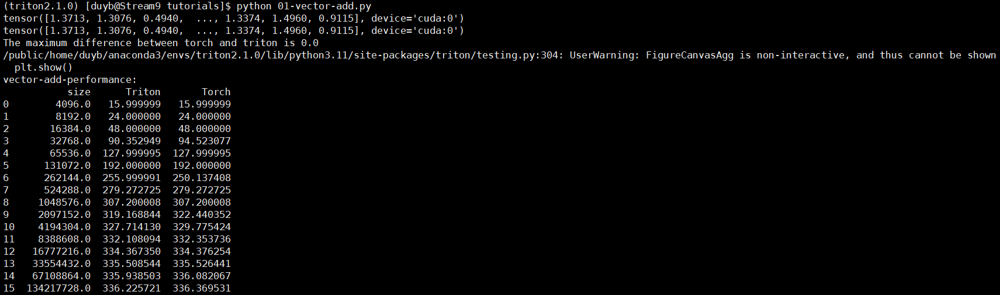 (triton2.1.0) [duyb@Stream9 tutorials]$ python 01-vector-add.py
tensor([1.3713, 1.3076, 0.4940,  ..., 1.3374, 1.4960, 0.9115], device='cuda:0')
tensor([1.3713, 1.3076, 0.4940,  ..., 1.3374, 1.4960, 0.9115], device='cuda:0')
The maximum difference between torch and triton is 0.0
/public/home/duyb/anaconda3/envs/triton2.1.0/lib/python3.11/site-packages/triton/testing.py:304: UserWarning: FigureCanvasAgg is non-interactive, and thus cannot be shown
  plt.show()
vector-add-performance:
           size      Triton       Torch
0        4096.0   15.999999   15.999999
1        8192.0   24.000000   24.000000
2       16384.0   48.000000   48.000000
3       32768.0   90.352949   94.523077
4       65536.0  127.999995  127.999995
5      131072.0  192.000000  192.000000
6      262144.0  255.999991  250.137408
7      524288.0  279.272725  279.272725
8     1048576.0  307.200008  307.200008
9     2097152.0  319.168844  322.440352
10    4194304.0  327.714130  329.775424
11    8388608.0  332.108094  332.353736
12   16777216.0  334.367350  334.376254
13   33554432.0  335.508544  335.526441
14   67108864.0  335.938503  336.082067
15  134217728.0  336.225721  336.369531